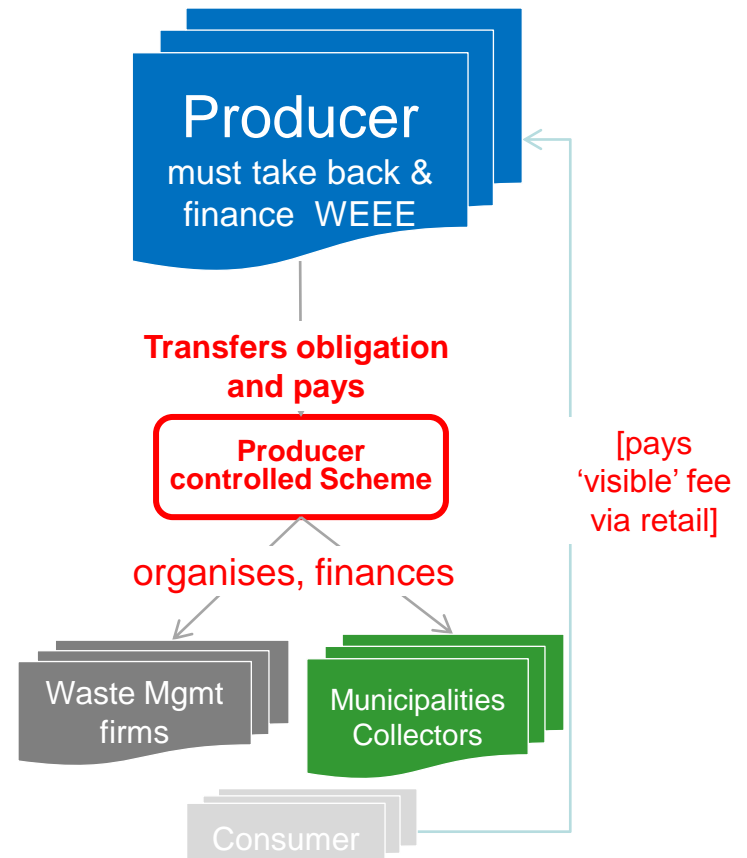 Producer
must take back &
finance WEEE
Transfers obligation
and pays
Producer
controlled Scheme
[pays
‘visible’ fee
via retail]
organises, finances
Waste Mgmt
firms
Municipalities
Collectors
Consumer